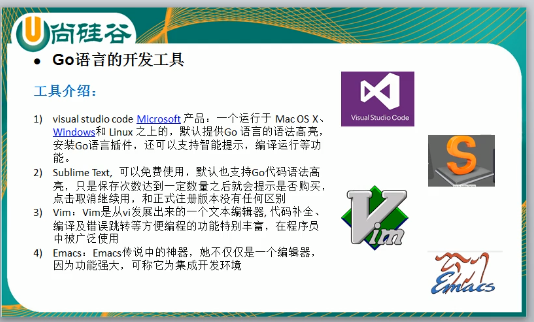 尚硅谷
● Go语言的开发工具
工具介绍：
1) visual studio code Microsoft 产品：一个运行于 Mac OS X、
Windows和 Linux 之上的，默认提供Go 语言的语法高亮，
安装Go语言插件，还可以支持智能提示，编译运行等功
能。
2) Sublime Text, 可以免费使用，默认也支持Go代码语法高
亮，只是保存次数达到一定数量之后就会提示是否购买，
点击取消继续用，和正式注册版本没有任何区别
3) Vim：Vim是从vi发展出来的一个文本编辑器, 代码补全、
编译及错误跳转等方便编程的功能特别丰富，在程序员
中被广泛使用
4) Emacs：Emacs传说中的神器，她不仅仅是一个编辑器，
因为功能强大，可称它为集成开发环境
Visual Studio Code
S
Vim
Emacs